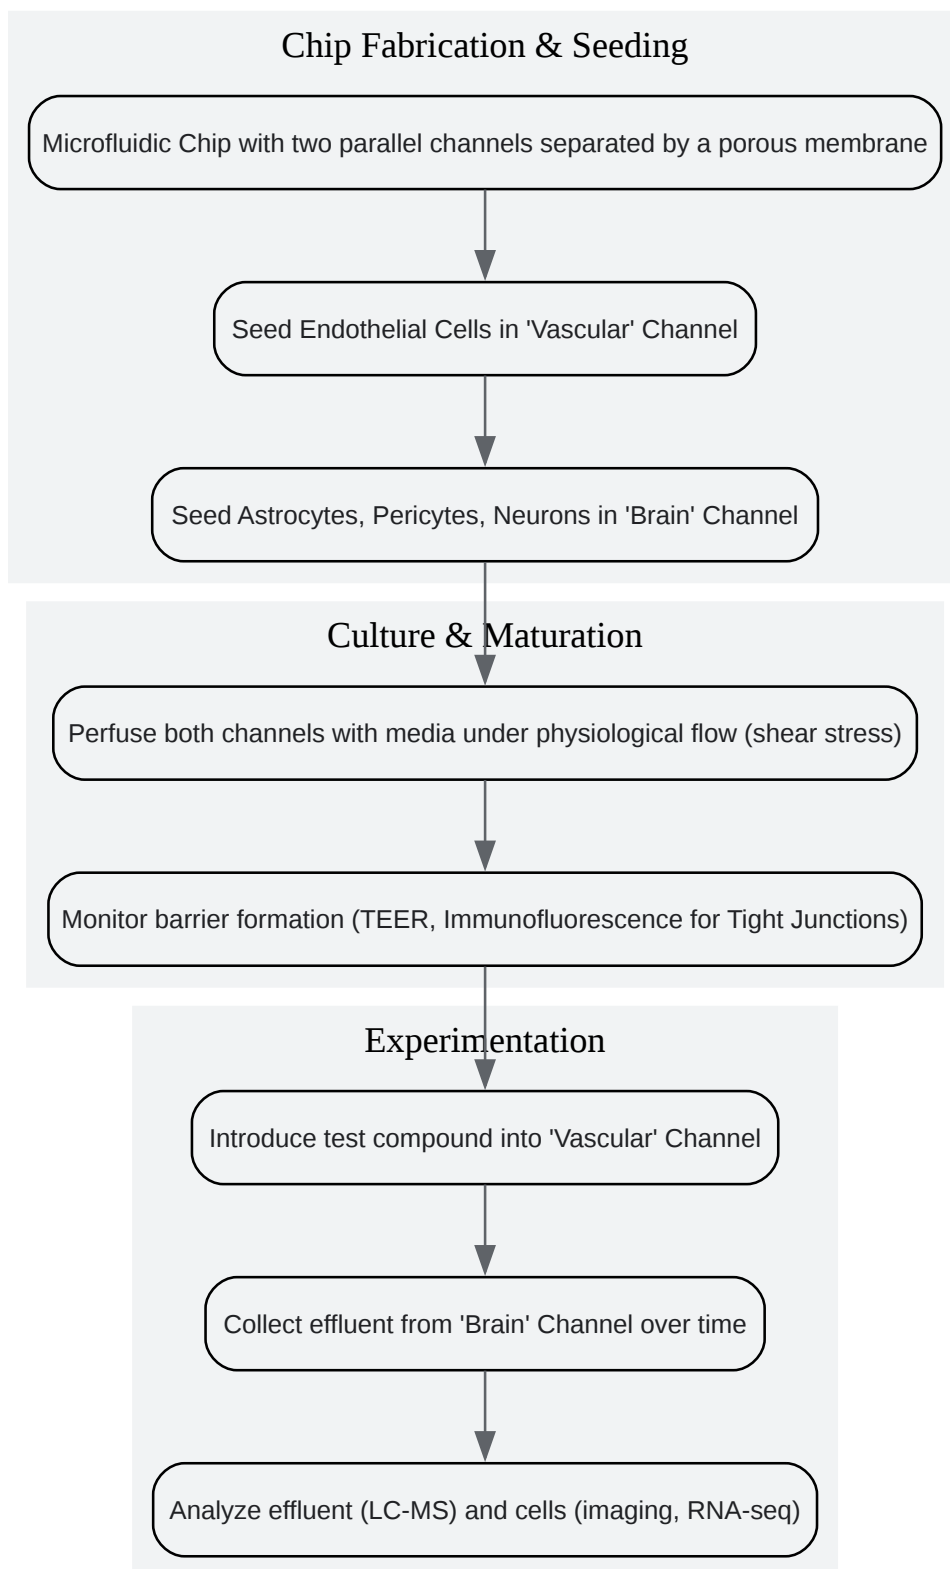 Chip Fabrication & Seeding
Microfluidic Chip with two parallel channels separated by a porous membrane
Seed Endothelial Cells in 'Vascular' Channel
Seed Astrocytes, Pericytes, Neurons in 'Brain' Channel
Culture & Maturation
Perfuse both channels with media under physiological flow (shear stress)
Monitor barrier formation (TEER, Immunofluorescence for Tight Junctions)
Experimentation
Introduce test compound into 'Vascular' Channel
Collect effluent from 'Brain' Channel over time
Analyze effluent (LC-MS) and cells (imaging, RNA-seq)